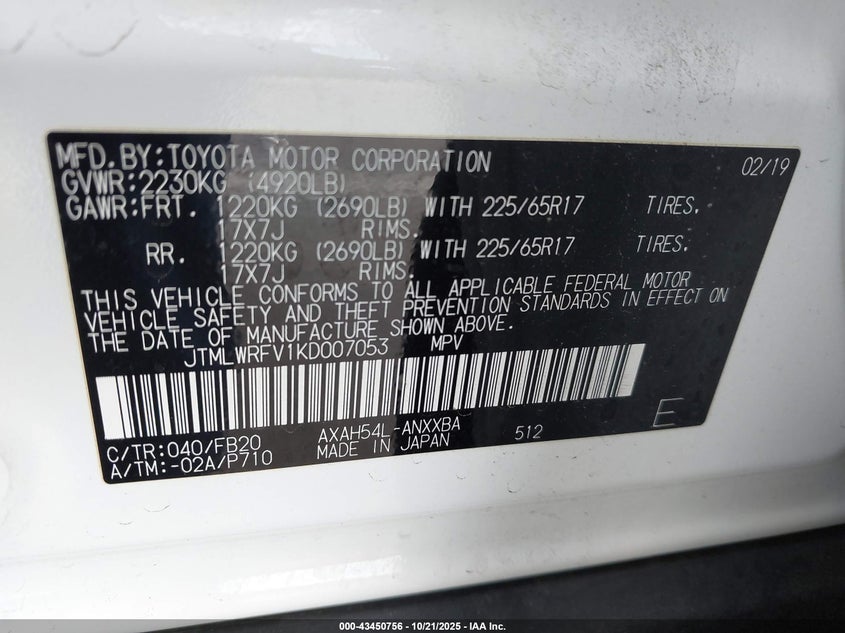 MFD.BY:TOYOTA MOTOR CORPORATION 02/19
GVWR:2230KG (4920LB)
GAWR:FRT. 1220KG (2690LB) WITH 225/65R17 TIRES.
17X7J RIMS.
RR. 1220KG (2690LB) WITH 225/65R17 TIRES.
17X7J RIMS.
THIS VEHICLE CONFORMS TO ALL APPLICABLE FEDERAL MOTOR
VEHICLE SAFETY AND THEFT PREVENTION STANDARDS IN EFFECT ON
THE DATE OF MANUFACTURE SHOWN ABOVE.
JTMLWRFV1KD007053 MPV
C/TR:040/FB20 AXAH54L-ANXXBA 512 E
A/TM:-02A/P710 MADE IN JAPAN
000-43450756 - 10/21/2025 - IAA Inc.